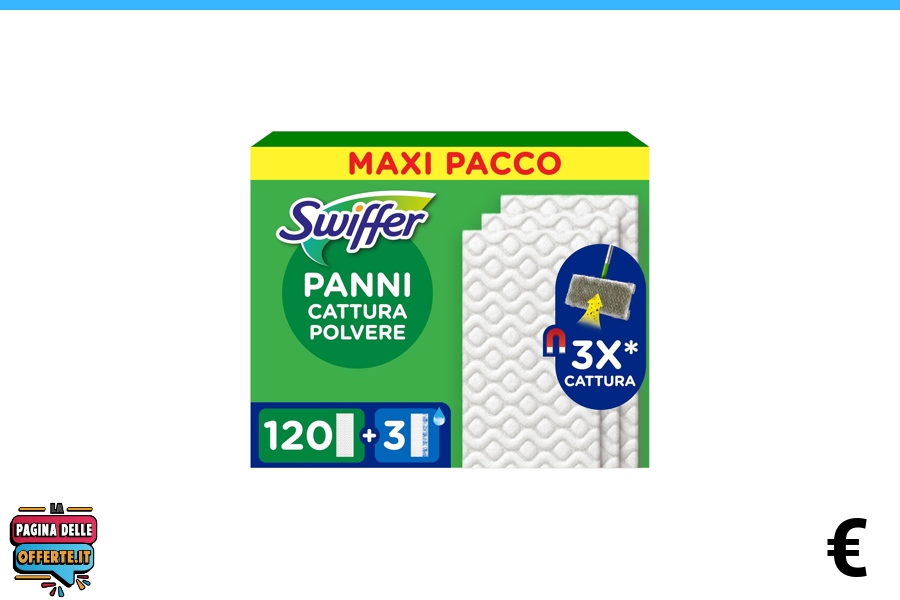 MAXI PACCO
Swiffer
PANNI
CATTURA
POLVERE
3X*
CATTURA
120 + 3
LA
PAGINA DELLE
OFFERTE.IT
€